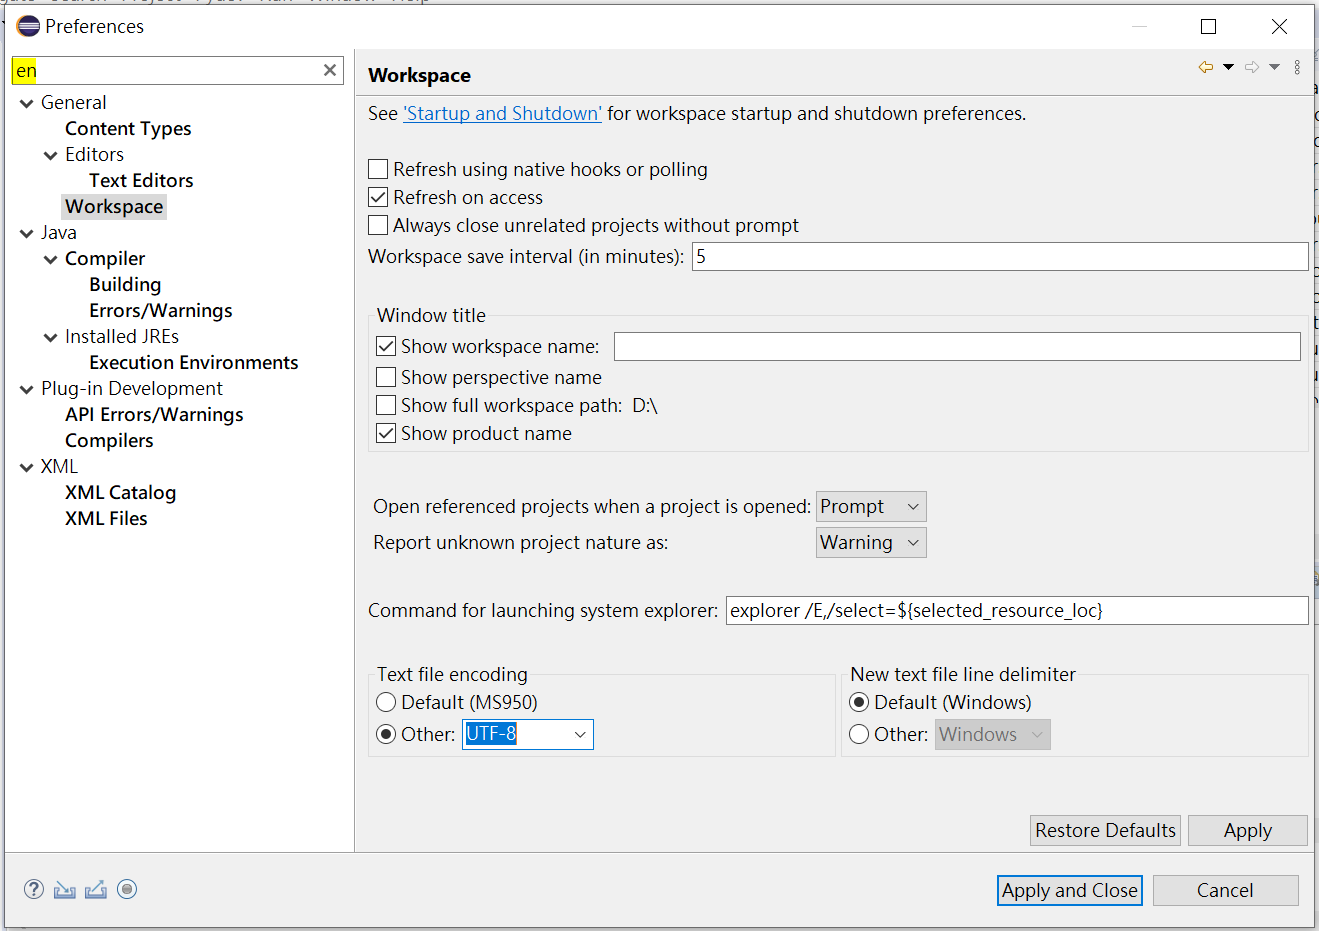 Preferences
en
General
Content Types
Editors
Text Editors
Workspace
Java
Compiler
Building
Errors/Warnings
Installed JREs
Execution Environments
Plug-in Development
API Errors/Warnings
Compilers
XML
XML Catalog
XML Files
Workspace
See 'Startup and Shutdown' for workspace startup and shutdown preferences.
Refresh using native hooks or polling
Refresh on access
Always close unrelated projects without prompt
Workspace save interval (in minutes): 5
Window title
Show workspace name:
Show perspective name
Show full workspace path: D:\
Show product name
Open referenced projects when a project is opened: Prompt
Report unknown project nature as: Warning
Command for launching system explorer: explorer /E,/select=${selected_resource_loc}
Text file encoding
Default (MS950)
Other: UTF-8
New text file line delimiter
Default (Windows)
Other: Windows
Restore Defaults
Apply
Apply and Close
Cancel